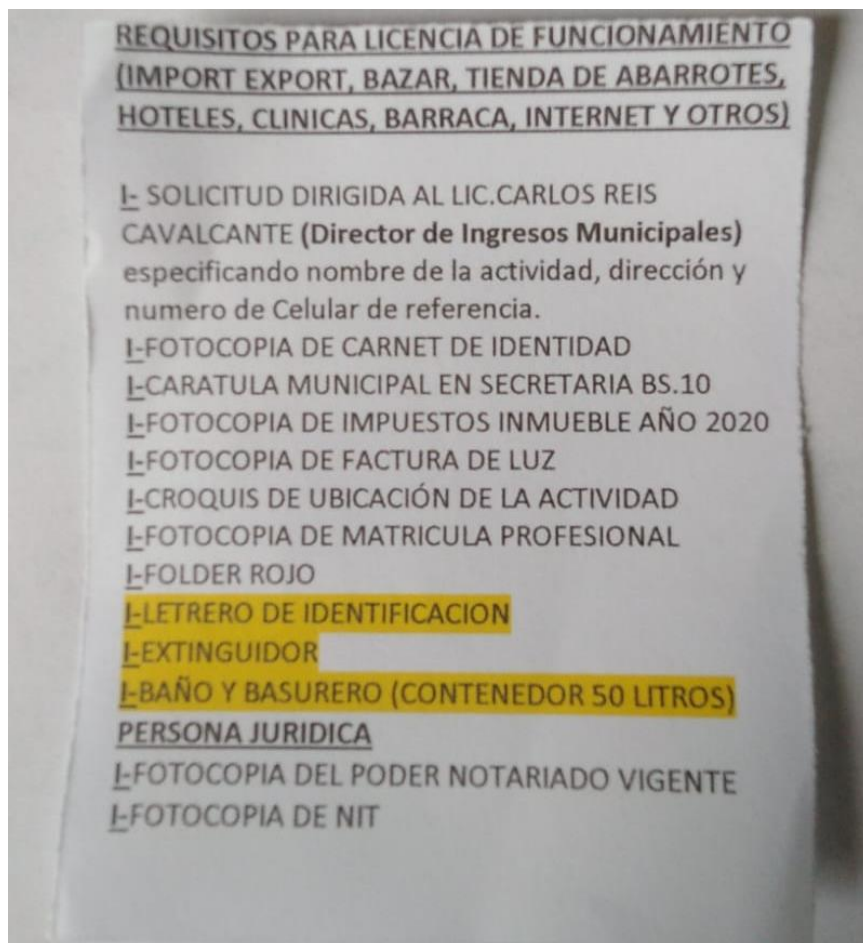 REQUISITOS PARA LICENCIA DE FUNCIONAMIENTO
(IMPORT EXPORT, BAZAR, TIENDA DE ABARROTES,
HOTELES, CLINICAS, BARRACA, INTERNET Y OTROS)
I- SOLICITUD DIRIGIDA AL LIC.CARLOS REIS
CAVALCANTE (Director de Ingresos Municipales)
especificando nombre de la actividad, dirección y
numero de Celular de referencia.
I-FOTOCOPIA DE CARNET DE IDENTIDAD
I-CARATULA MUNICIPAL EN SECRETARIA BS.10
I-FOTOCOPIA DE IMPUESTOS INMUEBLE AÑO 2020
I-FOTOCOPIA DE FACTURA DE LUZ
I-CROQUIS DE UBICACIÓN DE LA ACTIVIDAD
I-FOTOCOPIA DE MATRICULA PROFESIONAL
I-FOLDER ROJO
I-LETRERO DE IDENTIFICACION
I-EXTINGUIDOR
I-BAÑO Y BASURERO (CONTENEDOR 50 LITROS)
PERSONA JURIDICA
I-FOTOCOPIA DEL PODER NOTARIADO VIGENTE
I-FOTOCOPIA DE NIT